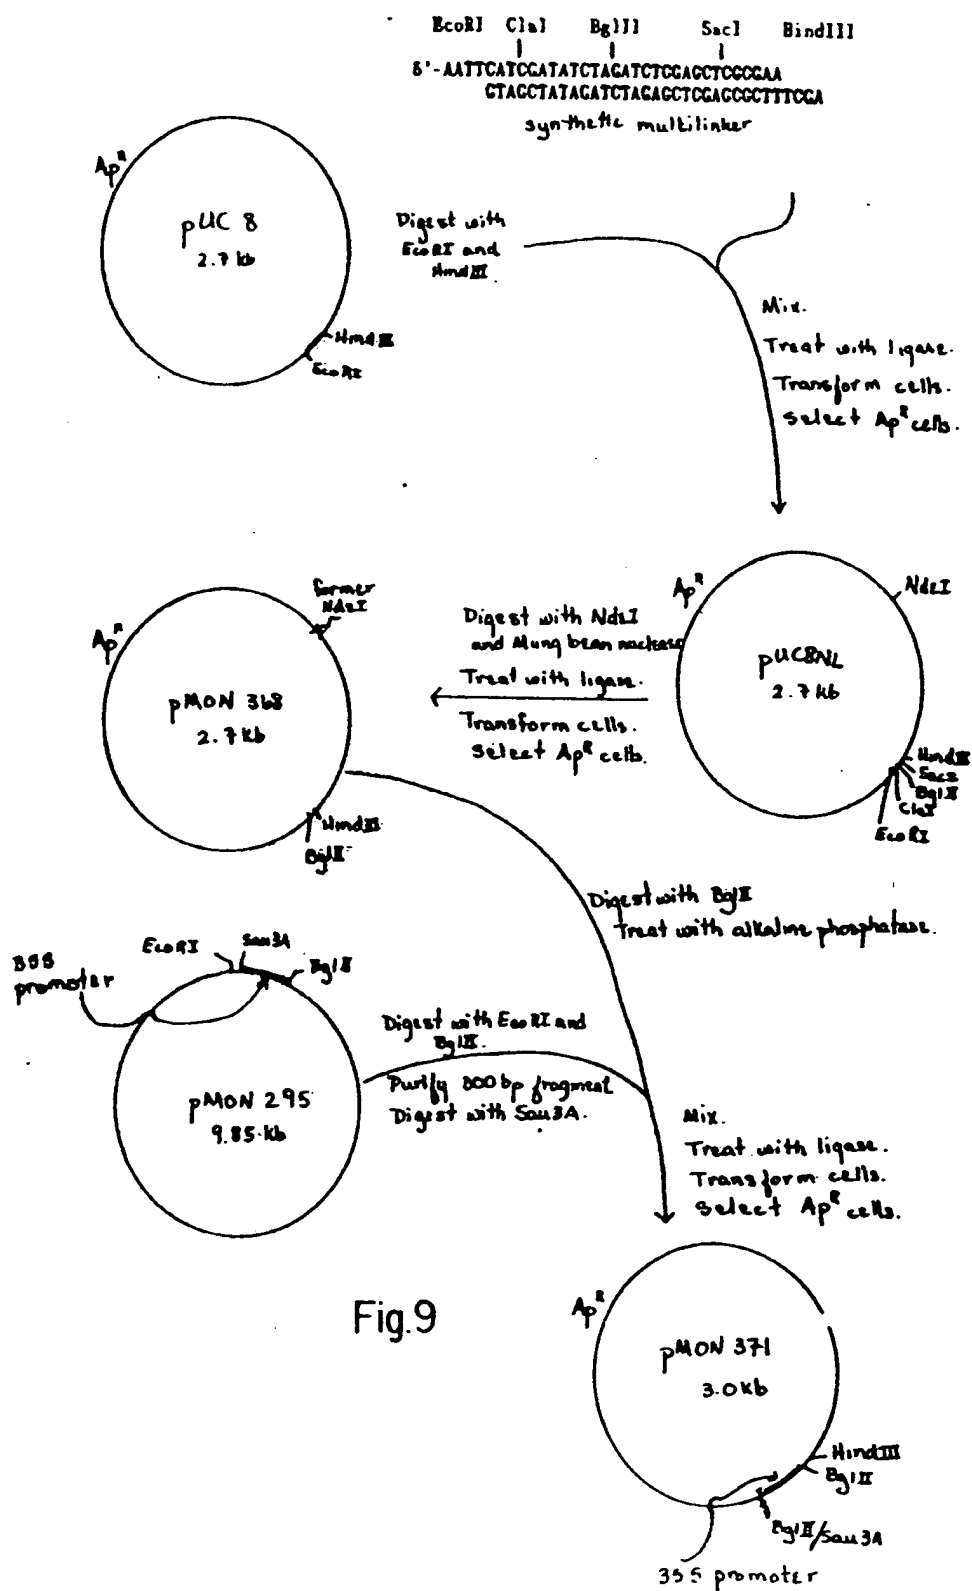 EcoRI ClaI BglII SacI BindIII
5'-AATTCATCGATATCTAGATCTCGAGCTCGCGAA
GTAGCTATAGATCTAGAGCTCGAGCGCTTTCGA
synthetic multilinker
Ap^R
pUC 8
2.7 kb
HindIII
EcoRI
Digest with
EcoRI and
HindIII.
Mix.
Treat with ligase.
Transform cells.
Select Ap^R cells.
former
NdeI
Ap^R
pMON 368
2.7 kb
HindIII
BglII
Digest with NdeI
and Mung bean nuclease
Treat with ligase.
Transform cells.
Select Ap^R cells.
Ap^R
NdeI
pUC8NL
2.7 kb
HindIII
SacI
BglII
ClaI
EcoRI
Digest with BglII
Treat with alkaline phosphatase.
35S
promoter
EcoRI
Sau3A
BglII
pMON 295
9.85 kb
Digest with EcoRI and
BglII.
Purify 300 bp fragment
Digest with Sau3A.
Mix.
Treat with ligase.
Transform cells.
Select Ap^R cells.
Fig.9
Ap^R
pMON 371
3.0 kb
HindIII
BglII
BglII/Sau3A
35S promoter